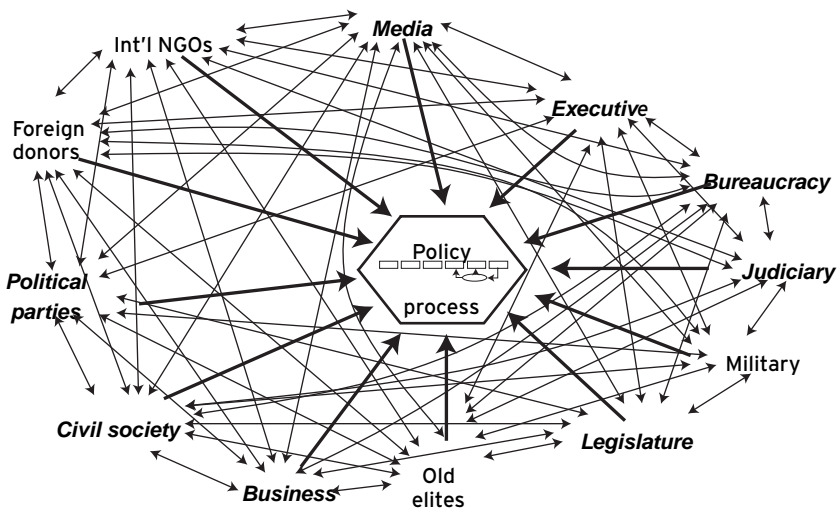 Media
Int'l NGOs
Executive
Foreign
donors
Bureaucracy
Policy
process
Judiciary
Political
parties
Military
Civil society
Legislature
Old
elites
Business